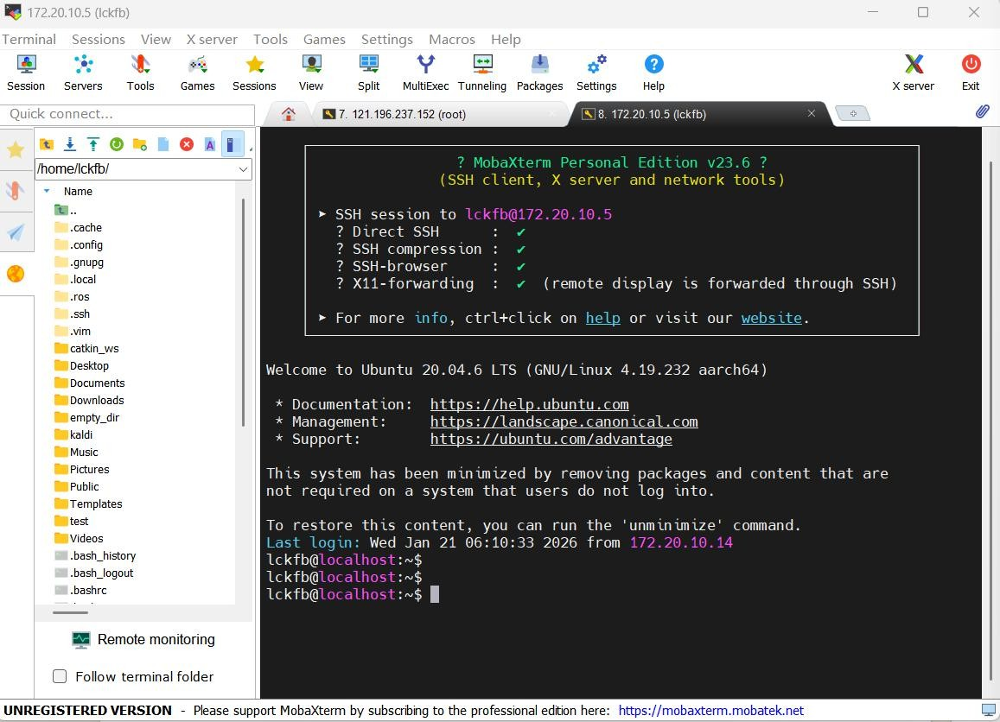 172.20.10.5 (lckfb)
Terminal Sessions View X server Tools Games Settings Macros Help
Session Servers Tools Games Sessions View Split MultiExec Tunneling Packages Settings Help X server Exit
Quick connect...
7. 121.196.237.152 (root)
8. 172.20.10.5 (lckfb)
/home/lckfb/
Name
..
.cache
.config
.gnupg
.local
.ros
.ssh
.vim
catkin_ws
Desktop
Documents
Downloads
empty_dir
kaldi
Music
Pictures
Public
Templates
test
Videos
.bash_history
.bash_logout
.bashrc
Remote monitoring
Follow terminal folder
? MobaXterm Personal Edition v23.6 ?
(SSH client, X server and network tools)
➤ SSH session to lckfb@172.20.10.5
? Direct SSH : ✔
? SSH compression : ✔
? SSH-browser : ✔
? X11-forwarding : ✔ (remote display is forwarded through SSH)
➤ For more info, ctrl+click on help or visit our website.
Welcome to Ubuntu 20.04.6 LTS (GNU/Linux 4.19.232 aarch64)
* Documentation: https://help.ubuntu.com
* Management: https://landscape.canonical.com
* Support: https://ubuntu.com/advantage
This system has been minimized by removing packages and content that are
not required on a system that users do not log into.
To restore this content, you can run the 'unminimize' command.
Last login: Wed Jan 21 06:10:33 2026 from 172.20.10.14
lckfb@localhost:~$
lckfb@localhost:~$
lckfb@localhost:~$
UNREGISTERED VERSION - Please support MobaXterm by subscribing to the professional edition here: https://mobaxterm.mobatek.net